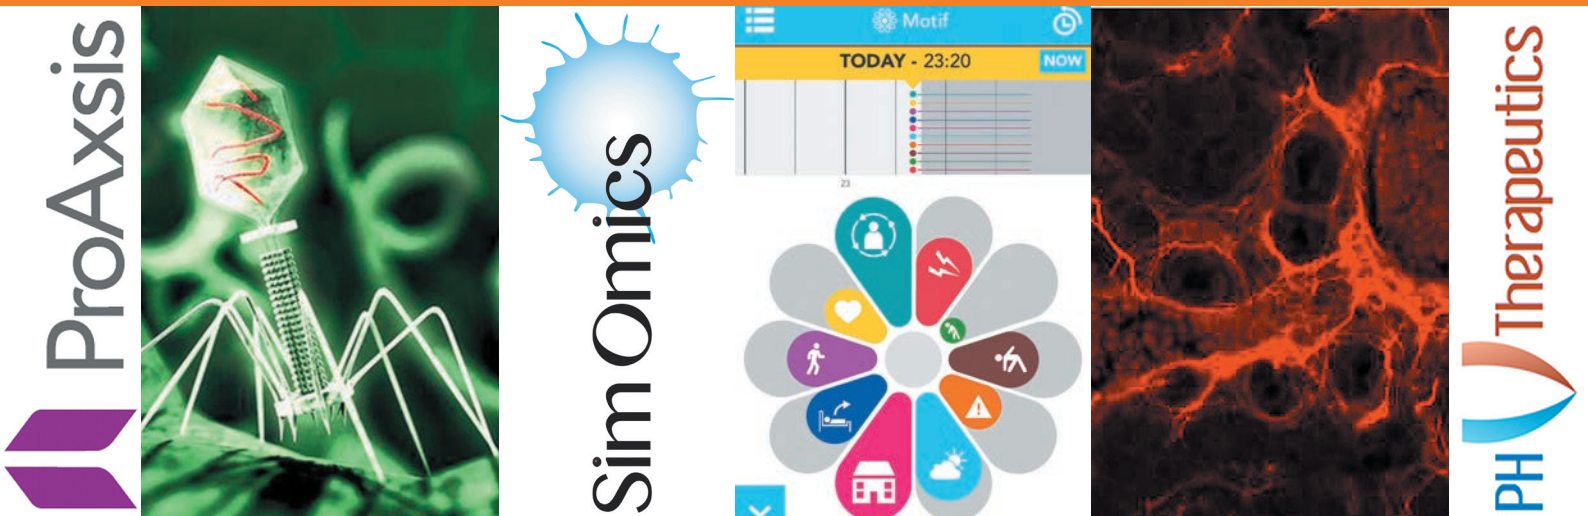 ProAxsis
Sim Omics
Motif
TODAY - 23:20
NOW
23
PH Therapeutics